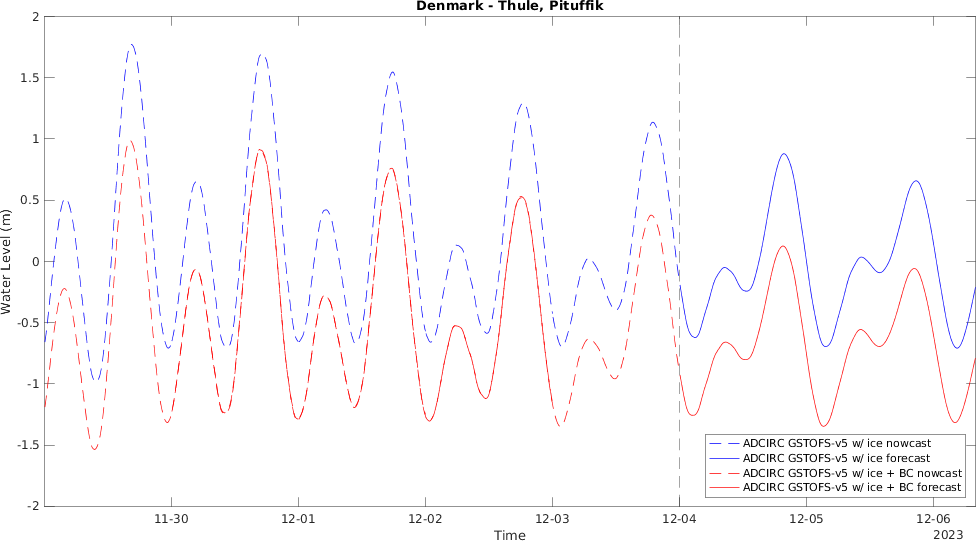 Denmark - Thule, Pituffik
2
1.5
1
0.5
0
-0.5
-1
-1.5
-2
Water Level (m)
ADCIRC GSTOFS-v5 w/ ice nowcast
ADCIRC GSTOFS-v5 w/ ice forecast
ADCIRC GSTOFS-v5 w/ ice + BC nowcast
ADCIRC GSTOFS-v5 w/ ice + BC forecast
11-30 12-01 12-02 12-03 12-04 12-05 12-06
Time 2023